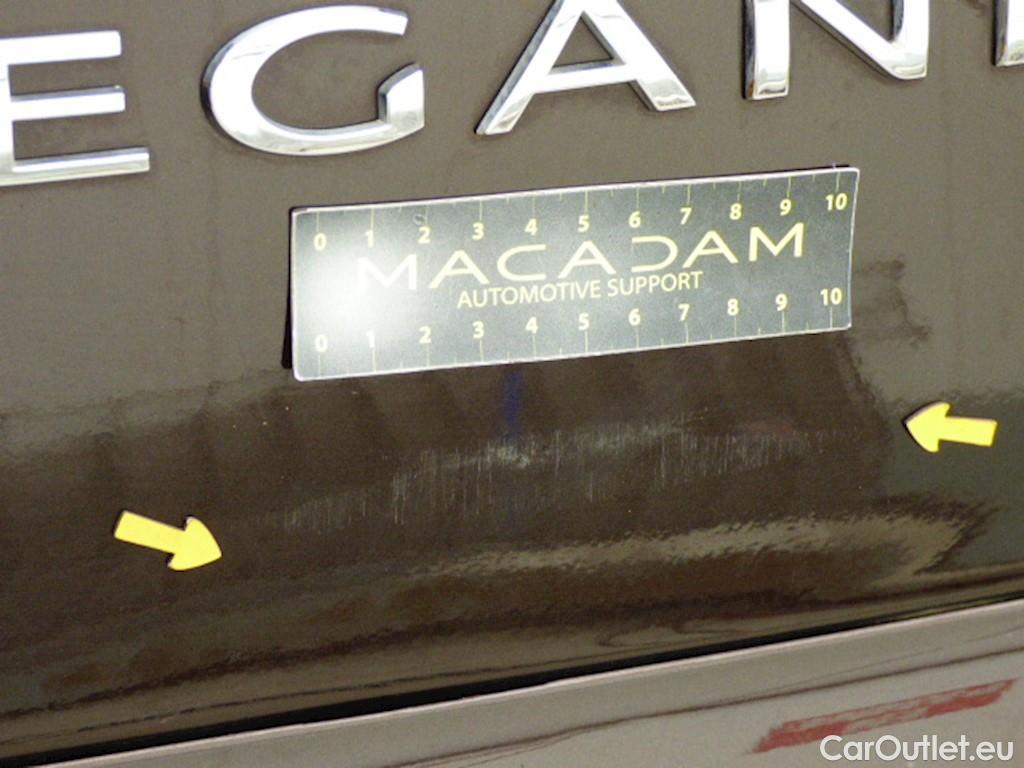 EGAN
0 1 2 3 4 5 6 7 8 9 10
MACADAM
AUTOMOTIVE SUPPORT
0 1 2 3 4 5 6 7 8 9 10
CarOutlet.eu